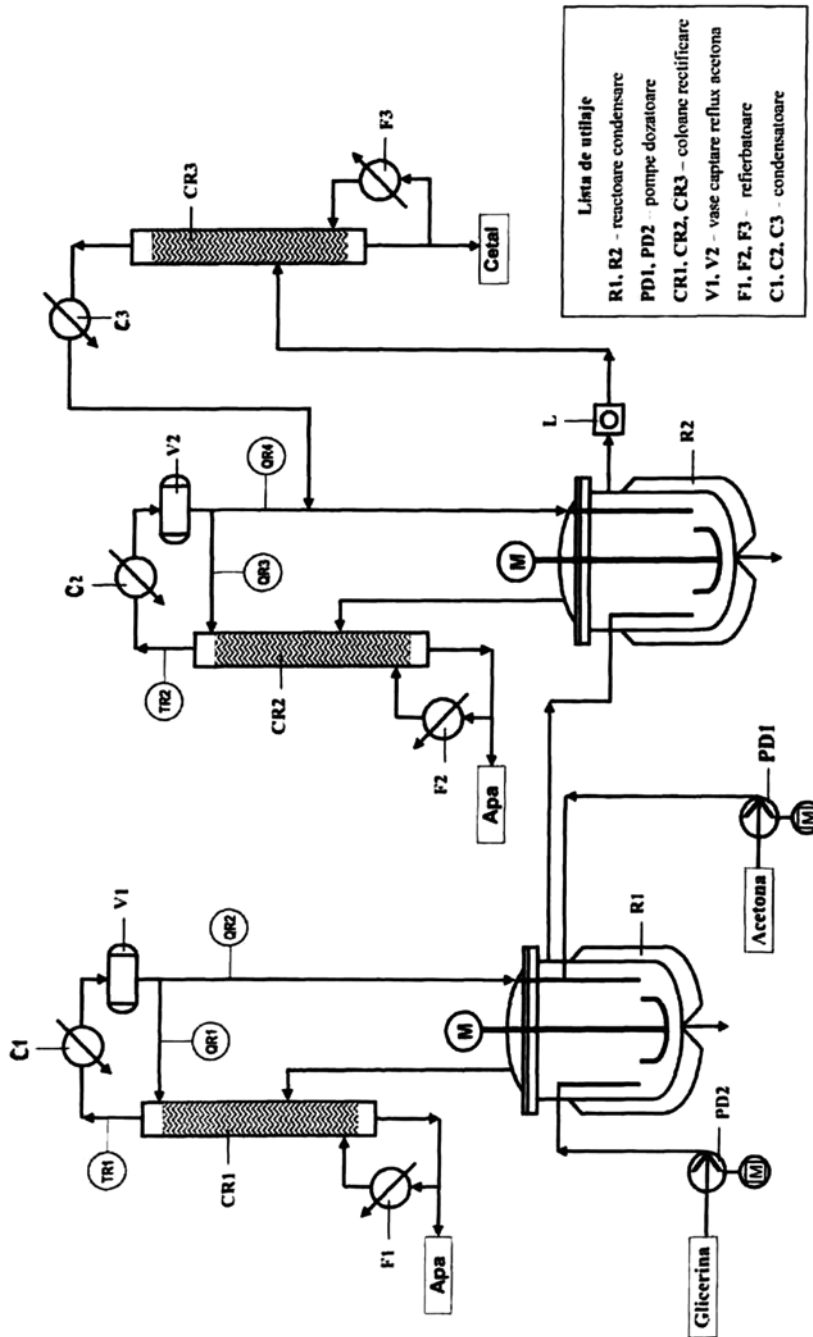 C1
TR1
V1
QR1
QR2
CR1
F1
Apa
M
R1
Glicerina
PD2
M
Acetona
PD1
M
C2
TR2
V2
QR3
QR4
CR2
F2
Apa
M
R2
L
C3
CR3
F3
Cetal
Lista de utilaje
R1, R2 - reactoare condensare
PD1, PD2 - pompe dozatoare
CR1, CR2, CR3 – coloane rectificare
V1, V2 – vase captare reflux acetona
F1, F2, F3 - refierbatoare
C1, C2, C3 - condensatoare